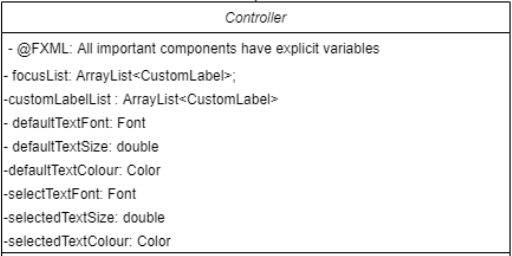 Controller
- @FXML: All important components have explicit variables
- focusList: ArrayList<CustomLabel>;
-customLabelList : ArrayList<CustomLabel>
- defaultTextFont: Font
- defaultTextSize: double
-defaultTextColour: Color
-selectTextFont: Font
-selectedTextSize: double
-selectedTextColour: Color